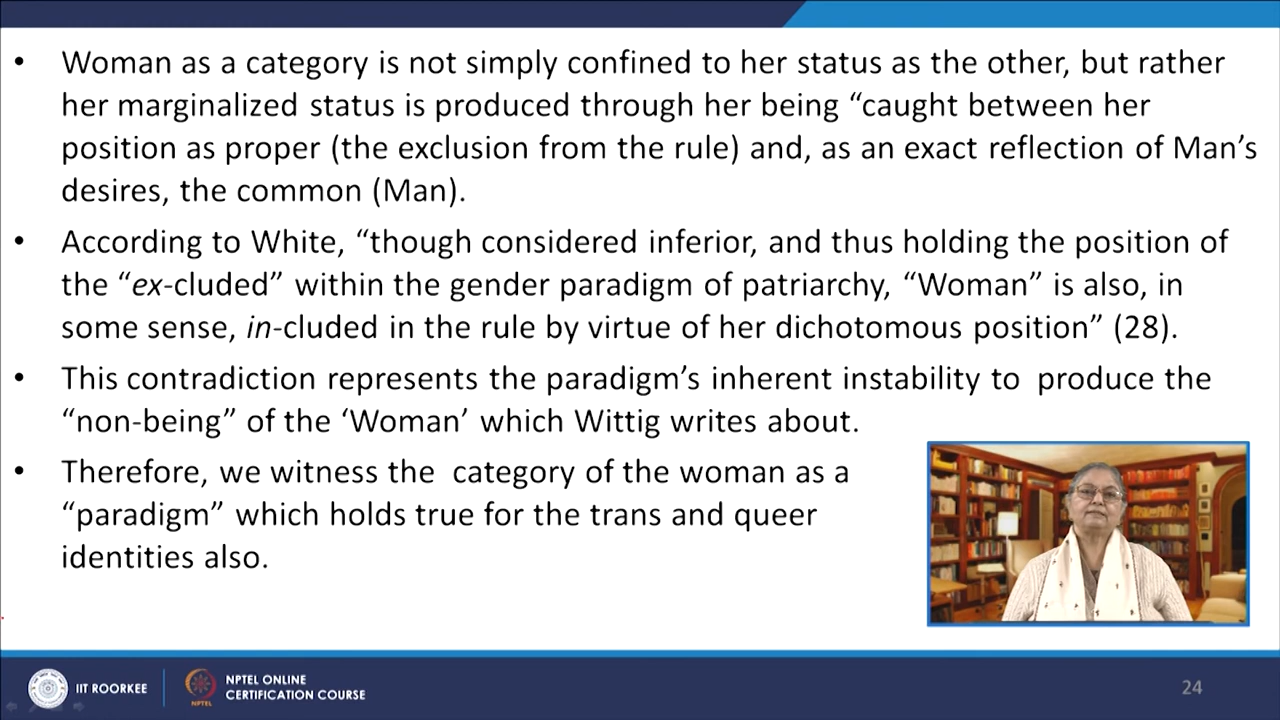 • Woman as a category is not simply confined to her status as the other, but rather
her marginalized status is produced through her being “caught between her
position as proper (the exclusion from the rule) and, as an exact reflection of Man’s
desires, the common (Man).
• According to White, “though considered inferior, and thus holding the position of
the “ex-cluded” within the gender paradigm of patriarchy, “Woman” is also, in
some sense, in-cluded in the rule by virtue of her dichotomous position” (28).
• This contradiction represents the paradigm’s inherent instability to produce the
“non-being” of the ‘Woman’ which Wittig writes about.
• Therefore, we witness the category of the woman as a
“paradigm” which holds true for the trans and queer
identities also.
IIT ROORKEE
NPTEL
NPTEL ONLINE
CERTIFICATION COURSE
24